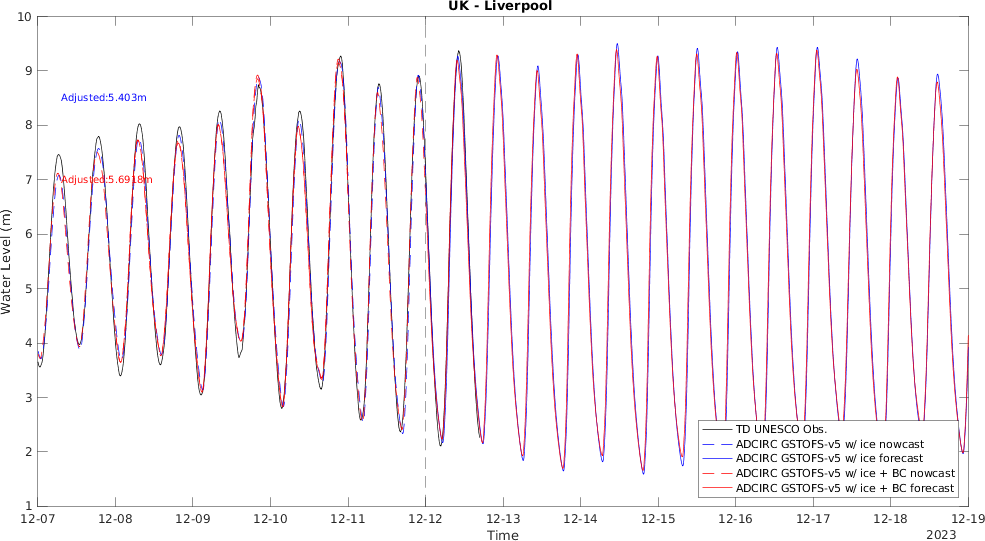 UK - Liverpool
10
9
8
7
6
5
4
3
2
1
Water Level (m)
Adjusted:5.403m
Adjusted:5.6918m
TD UNESCO Obs.
ADCIRC GSTOFS-v5 w/ ice nowcast
ADCIRC GSTOFS-v5 w/ ice forecast
ADCIRC GSTOFS-v5 w/ ice + BC nowcast
ADCIRC GSTOFS-v5 w/ ice + BC forecast
12-07 12-08 12-09 12-10 12-11 12-12 12-13 12-14 12-15 12-16 12-17 12-18 12-19
Time
2023